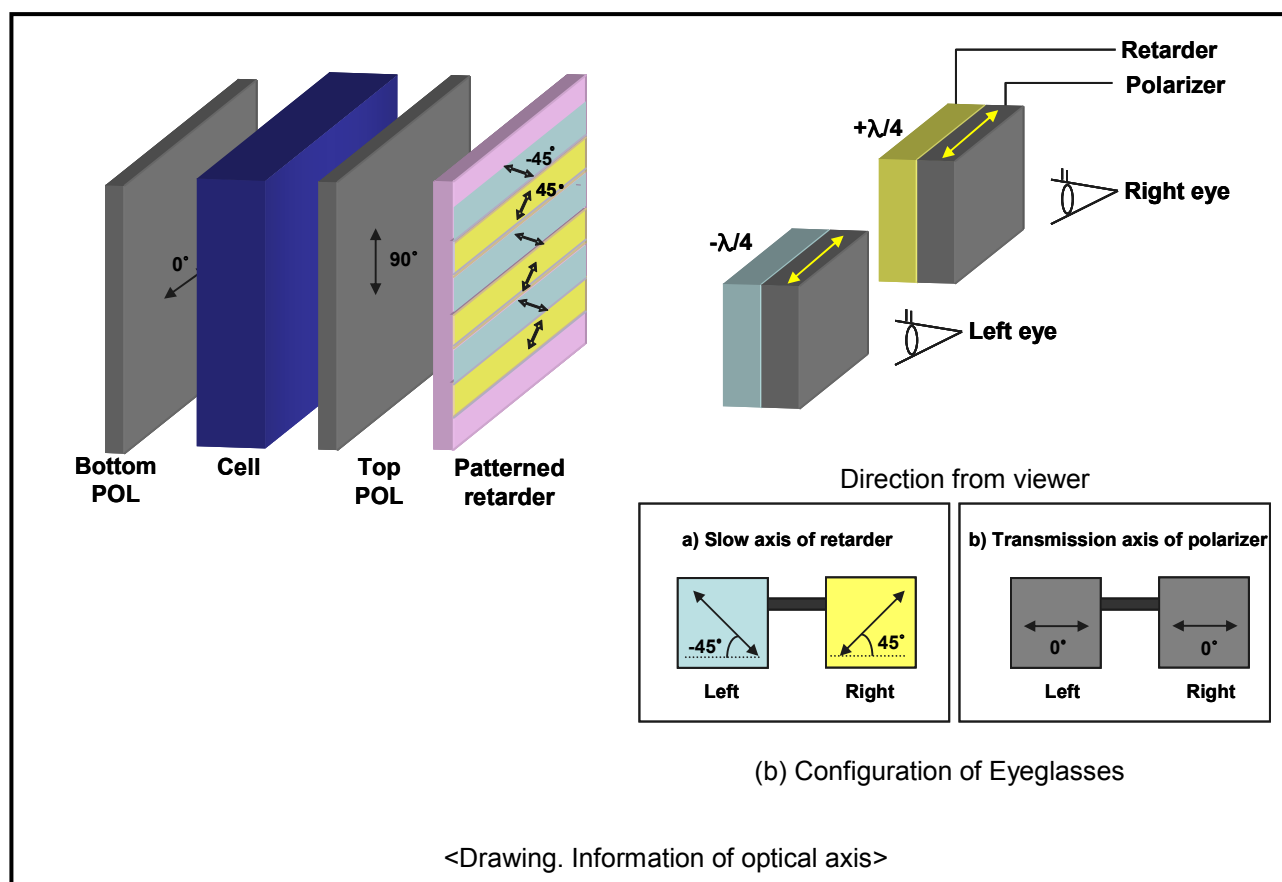 Retarder
Polarizer
+λ/4
-45°
45°
Right eye
-λ/4
0°
90°
Left eye
Bottom
POL
Cell
Top
POL
Patterned
retarder
Direction from viewer
a) Slow axis of retarder
-45°
45°
Left
Right
b) Transmission axis of polarizer
0°
0°
Left
Right
(b) Configuration of Eyeglasses
<Drawing. Information of optical axis>